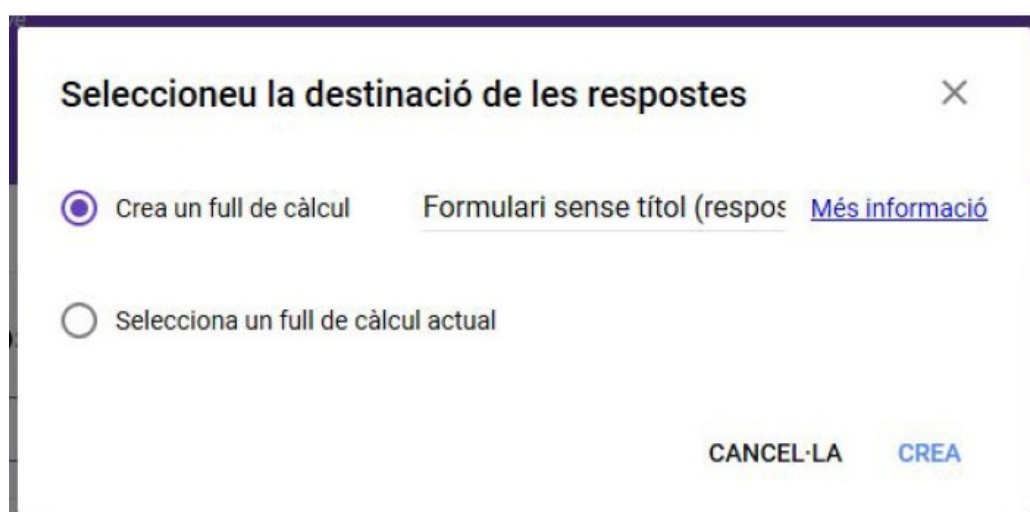 Seleccioneu la destinació de les respostes
Crea un full de càlcul Formulari sense títol (respos Més informació
Selecciona un full de càlcul actual
CANCEL·LA CREA